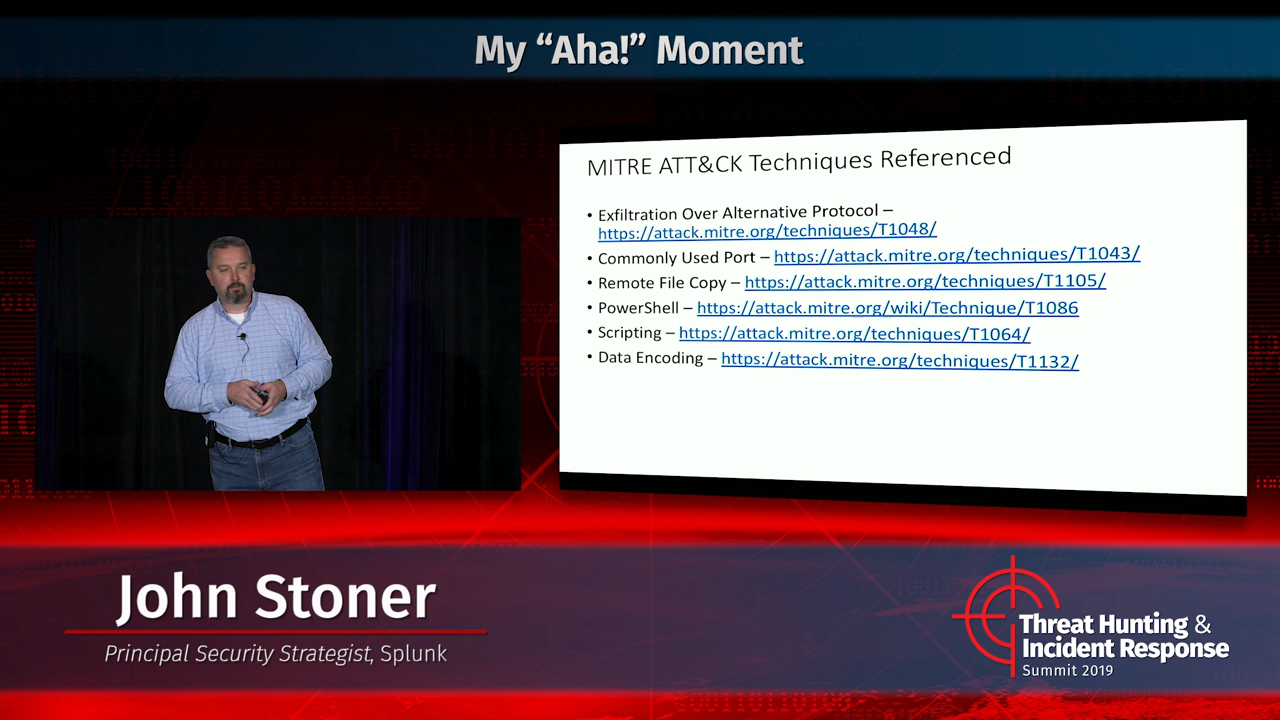 My “Aha!” Moment
MITRE ATT&CK Techniques Referenced
• Exfiltration Over Alternative Protocol –
https://attack.mitre.org/techniques/T1048/
• Commonly Used Port – https://attack.mitre.org/techniques/T1043/
• Remote File Copy – https://attack.mitre.org/techniques/T1105/
• PowerShell – https://attack.mitre.org/wiki/Technique/T1086
• Scripting – https://attack.mitre.org/techniques/T1064/
• Data Encoding – https://attack.mitre.org/techniques/T1132/
John Stoner
Principal Security Strategist, Splunk
Threat Hunting &
Incident Response
Summit 2019